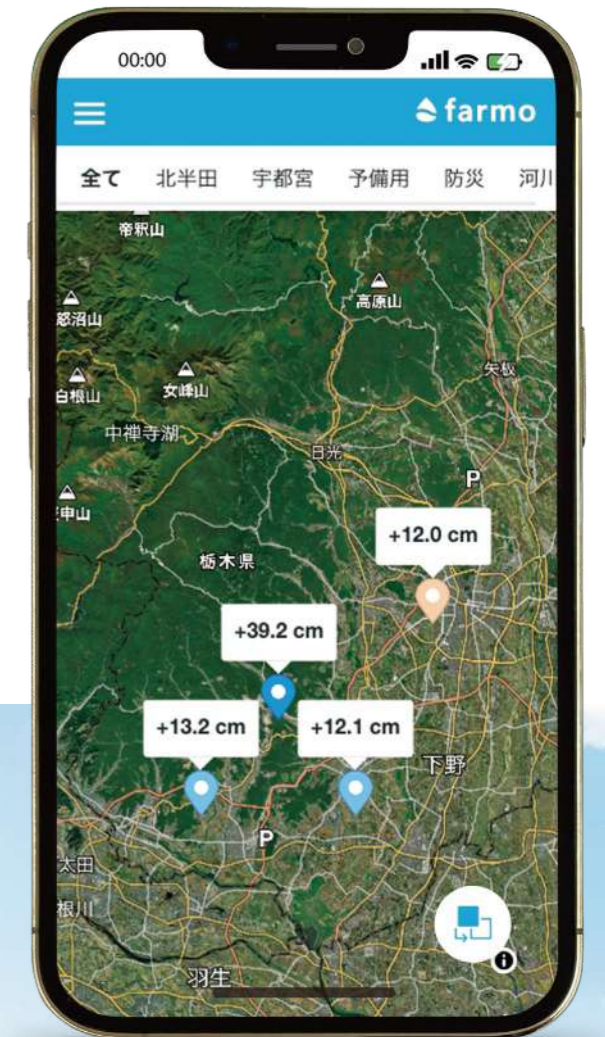 00:00
farmo
全て 北半田 宇都宮 予備用 防災 河川
帝釈山
高原山
怒沼山
矢板
白根山
女峰山
中禅寺湖
日光
P
申山
+12.0 cm
栃木県
+39.2 cm
+13.2 cm
+12.1 cm
下野
P
太田
根川
羽生